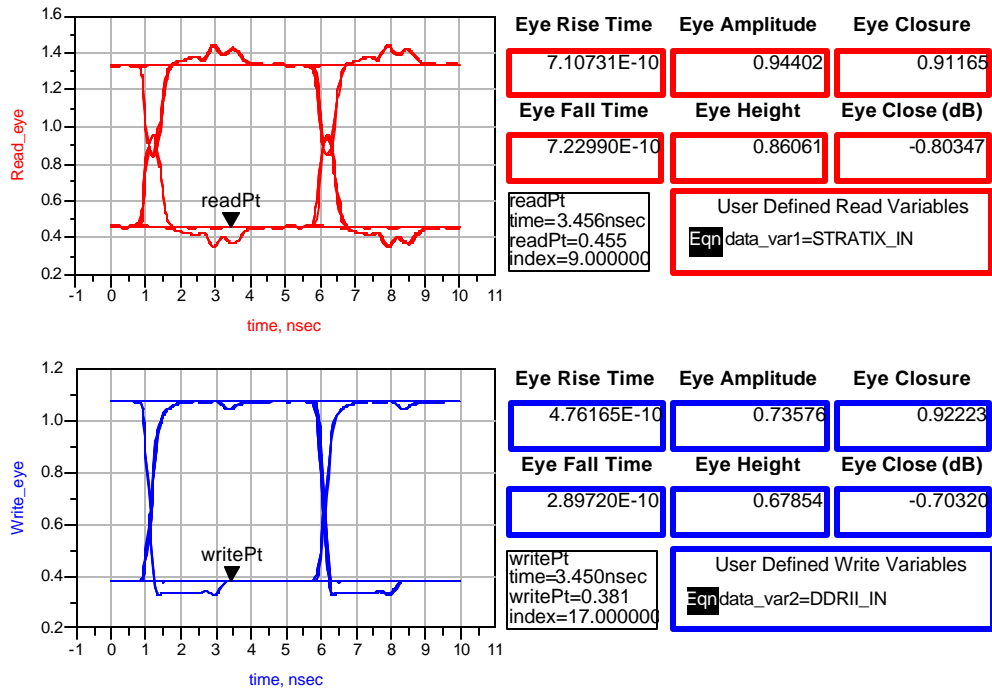 Eye Rise Time Eye Amplitude Eye Closure
7.10731E-10 0.94402 0.91165
Eye Fall Time Eye Height Eye Close (dB)
7.22990E-10 0.86061 -0.80347
1.6
1.4
1.2
1.0
0.8
0.6
0.4
0.2
Read_eye
readPt
-1 0 1 2 3 4 5 6 7 8 9 10 11
time, nsec
readPt
time=3.456nsec
readPt=0.455
index=9.000000
User Defined Read Variables
Eqn data_var1=STRATIX_IN
Eye Rise Time Eye Amplitude Eye Closure
4.76165E-10 0.73576 0.92223
Eye Fall Time Eye Height Eye Close (dB)
2.89720E-10 0.67854 -0.70320
1.2
1.0
0.8
0.6
0.4
0.2
Write_eye
writePt
-1 0 1 2 3 4 5 6 7 8 9 10 11
time, nsec
writePt
time=3.450nsec
writePt=0.381
index=17.000000
User Defined Write Variables
Eqn data_var2=DDRII_IN